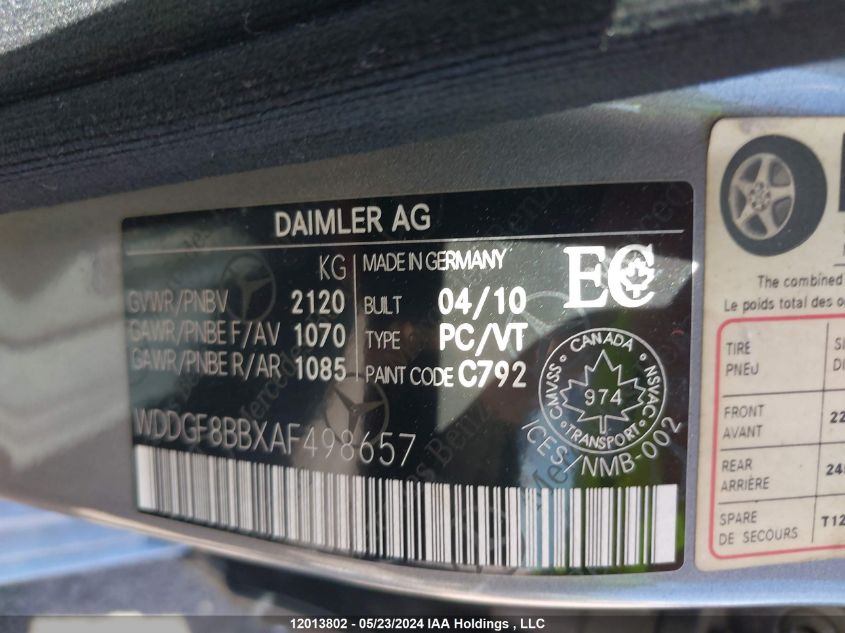 DAIMLER AG
KG
MADE IN GERMANY
GVWR/PNBV 2120
BUILT 04/10
GAWR/PNBE F/AV 1070
TYPE PC/VT
GAWR/PNBE R/AR 1085
PAINT CODE C792
WDDGF8BBXAF498657
EC
CMVSS • CANADA • NSVAC
974
TRANSPORT
ICES/NMB-002
The combined
Le poids total des
TIRE
PNEU
FRONT
AVANT
REAR
ARRIÈRE
SPARE
DE SECOURS
12013802 - 05/23/2024 IAA Holdings , LLC